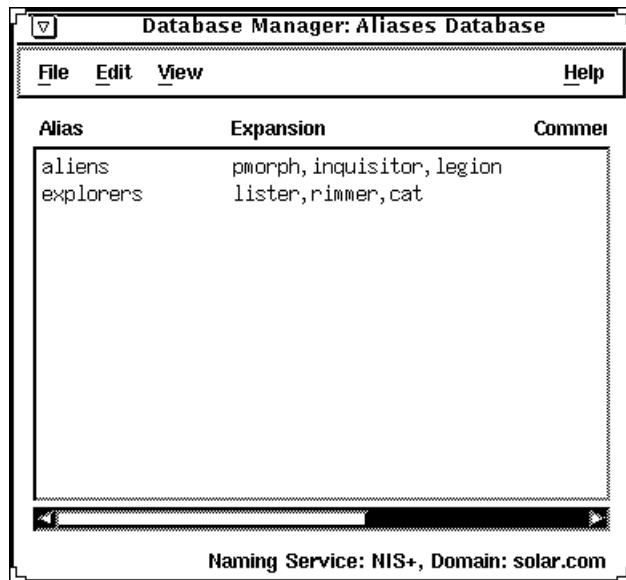 Database Manager: Aliases Database
File Edit View Help
Alias Expansion Commen
aliens pmorph,inquisitor,legion
explorers lister,rimmer,cat
Naming Service: NIS+, Domain: solar.com